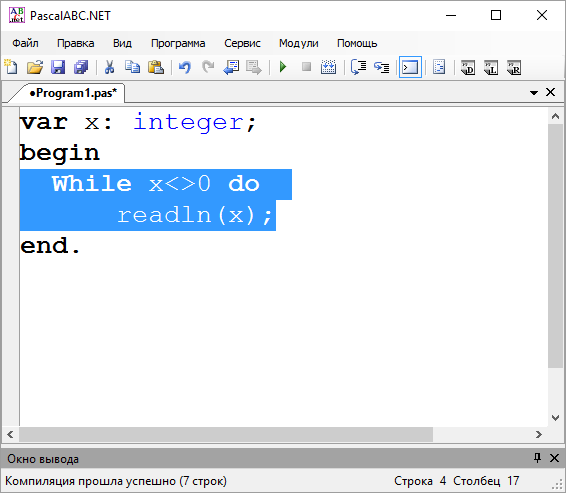 PascalABC.NET
Файл Правка Вид Программа Сервис Модули Помощь
●Program1.pas*
var x: integer;
begin
While x<>0 do
readln(x);
end.
Окно вывода
Компиляция прошла успешно (7 строк) Строка 4 Столбец 17